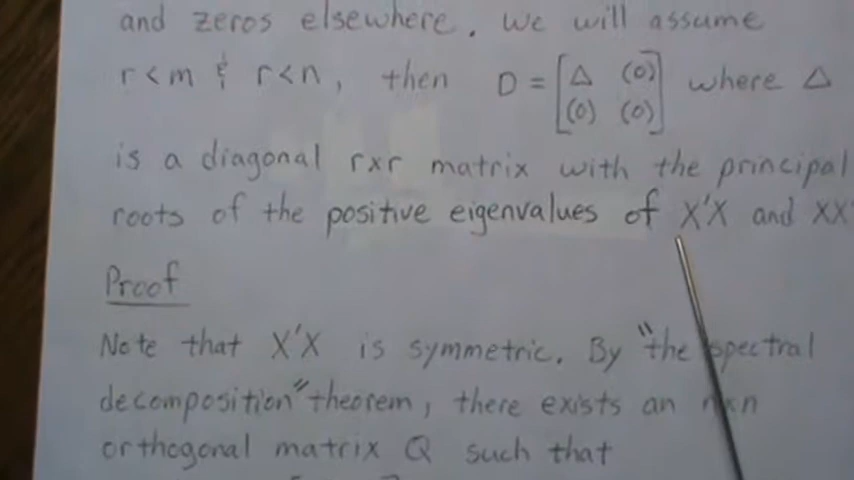 and zeros elsewhere. We will assume
r<m & r<n, then D = [Δ (0) (0) (0)] where Δ
is a diagonal rxr matrix with the principal
roots of the positive eigenvalues of X'X and XX'
Proof
Note that X'X is symmetric. By "the spectral
decomposition" theorem, there exists an nxn
orthogonal matrix Q such that